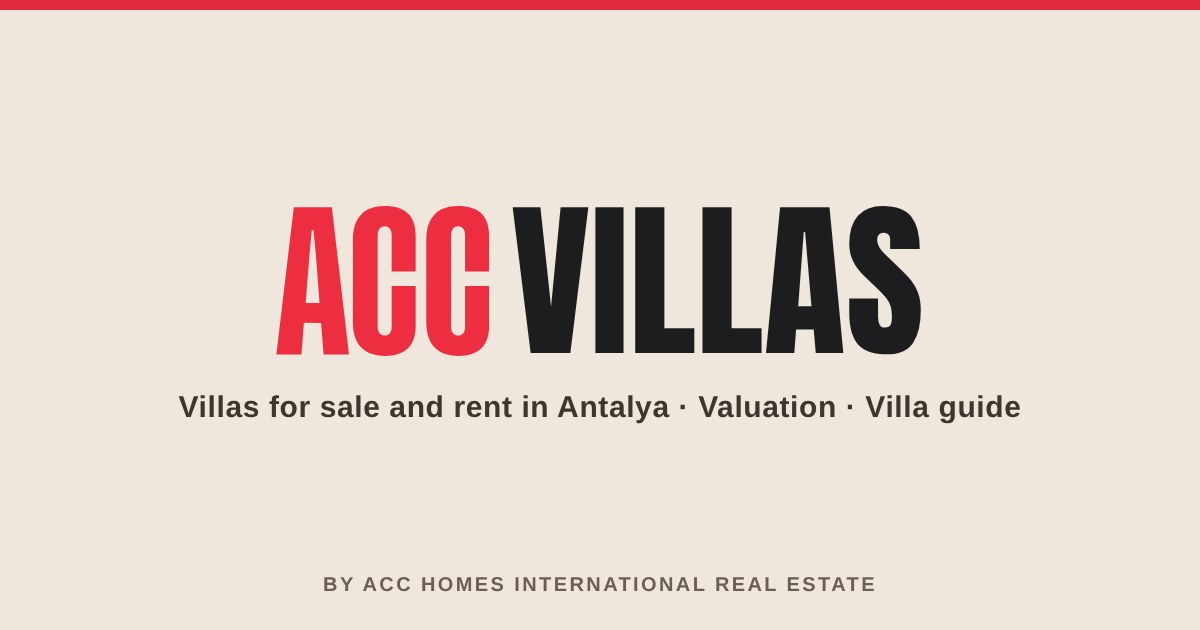 ACC VILLAS
Villas for sale and rent in Antalya · Valuation · Villa guide
BY ACC HOMES INTERNATIONAL REAL ESTATE